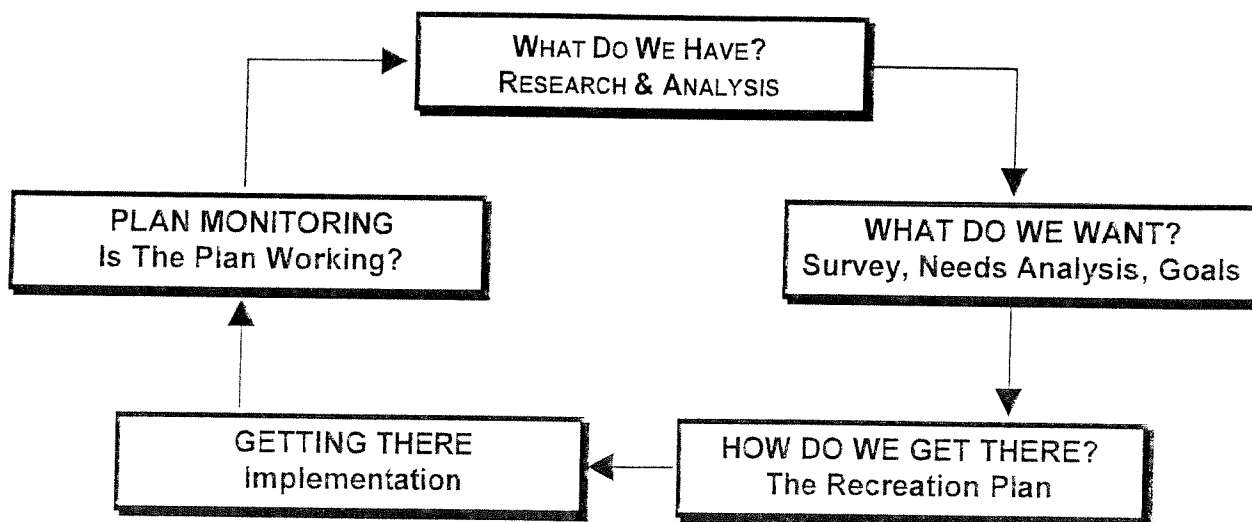 WHAT DO WE HAVE?
RESEARCH & ANALYSIS
WHAT DO WE WANT?
Survey, Needs Analysis, Goals
HOW DO WE GET THERE?
The Recreation Plan
GETTING THERE
Implementation
PLAN MONITORING
Is The Plan Working?